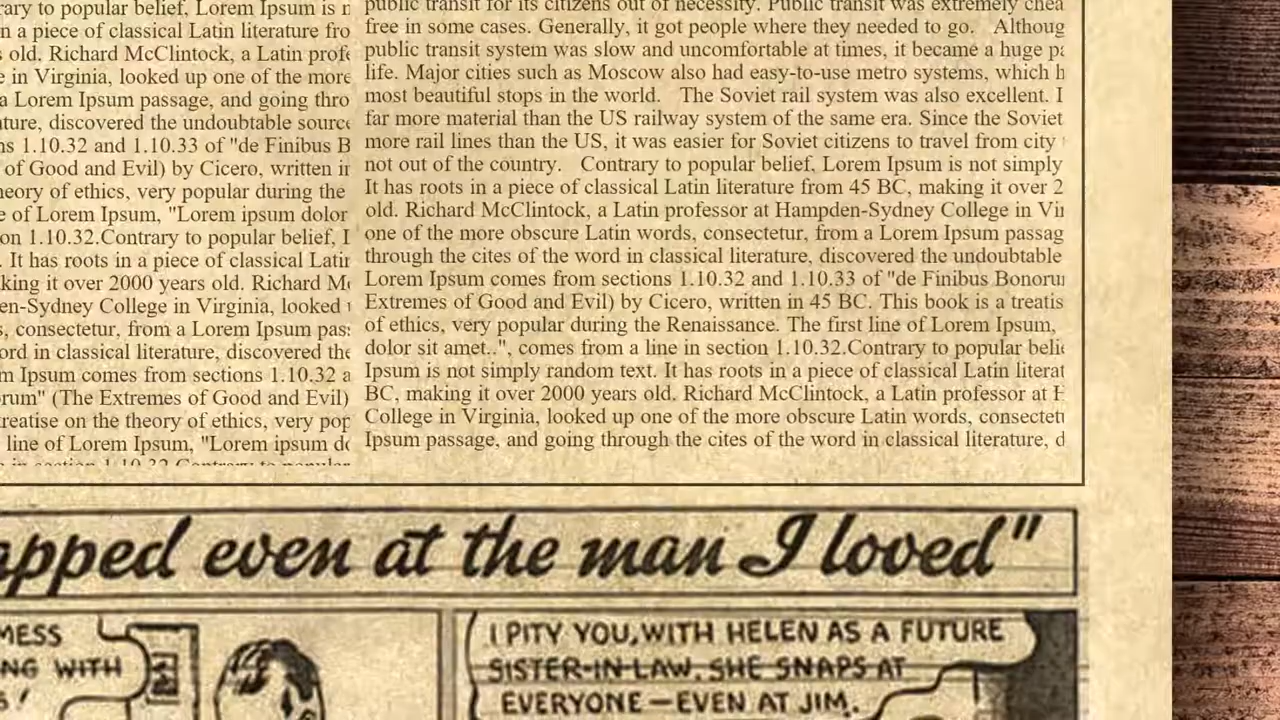 rary to popular belief, Lorem Ipsum is
n a piece of classical Latin literature
s old. Richard McClintock, a Latin
e in Virginia, looked up one of the more
a Lorem Ipsum passage, and going
discovered the undoubtable
ns 1.10.32 and 1.10.33 of "de Finibus B
of Good and Evil) by Cicero, written
heory of ethics, very popular during the
e of Lorem Ipsum, "Lorem ipsum dolor
on 1.10.32.Contrary to popular belief,
. It has roots in a piece of classical
king it over 2000 years old. Richard
en-Sydney College in Virginia, looked
s, consectetur, from a Lorem Ipsum
ord in classical literature, discovered the
m Ipsum comes from sections 1.10.32 a
rum" (The Extremes of Good and Evil)
treatise on the theory of ethics, very pop
line of Lorem Ipsum, "Lorem ipsum
public transit for its citizens out of necessity. Public transit was extremely chea
free in some cases. Generally, it got people where they needed to go. Althoug
public transit system was slow and uncomfortable at times, it became a huge
life. Major cities such as Moscow also had easy-to-use metro systems, which h
most beautiful stops in the world. The Soviet rail system was also excellent. I
far more material than the US railway system of the same era. Since the Soviet
more rail lines than the US, it was easier for Soviet citizens to travel from city
not out of the country. Contrary to popular belief, Lorem Ipsum is not simply
It has roots in a piece of classical Latin literature from 45 BC, making it over 2
old. Richard McClintock, a Latin professor at Hampden-Sydney College in
one of the more obscure Latin words, consectetur, from a Lorem Ipsum passag
through the cites of the word in classical literature, discovered the undoubtable
Lorem Ipsum comes from sections 1.10.32 and 1.10.33 of "de Finibus
Extremes of Good and Evil) by Cicero, written in 45 BC. This book is a treatis
of ethics, very popular during the Renaissance. The first line of Lorem Ipsum,
dolor sit amet..", comes from a line in section 1.10.32.Contrary to popular
Ipsum is not simply random text. It has roots in a piece of classical Latin literat
BC, making it over 2000 years old. Richard McClintock, a Latin professor at
College in Virginia, looked up one of the more obscure Latin words,
Ipsum passage, and going through the cites of the word in classical literature, d
apped even at the man I loved"
MESS
NG WITH
S!
I PITY YOU, WITH HELEN AS A FUTURE
SISTER-IN-LAW. SHE SNAPS AT
EVERYONE—EVEN AT JIM.